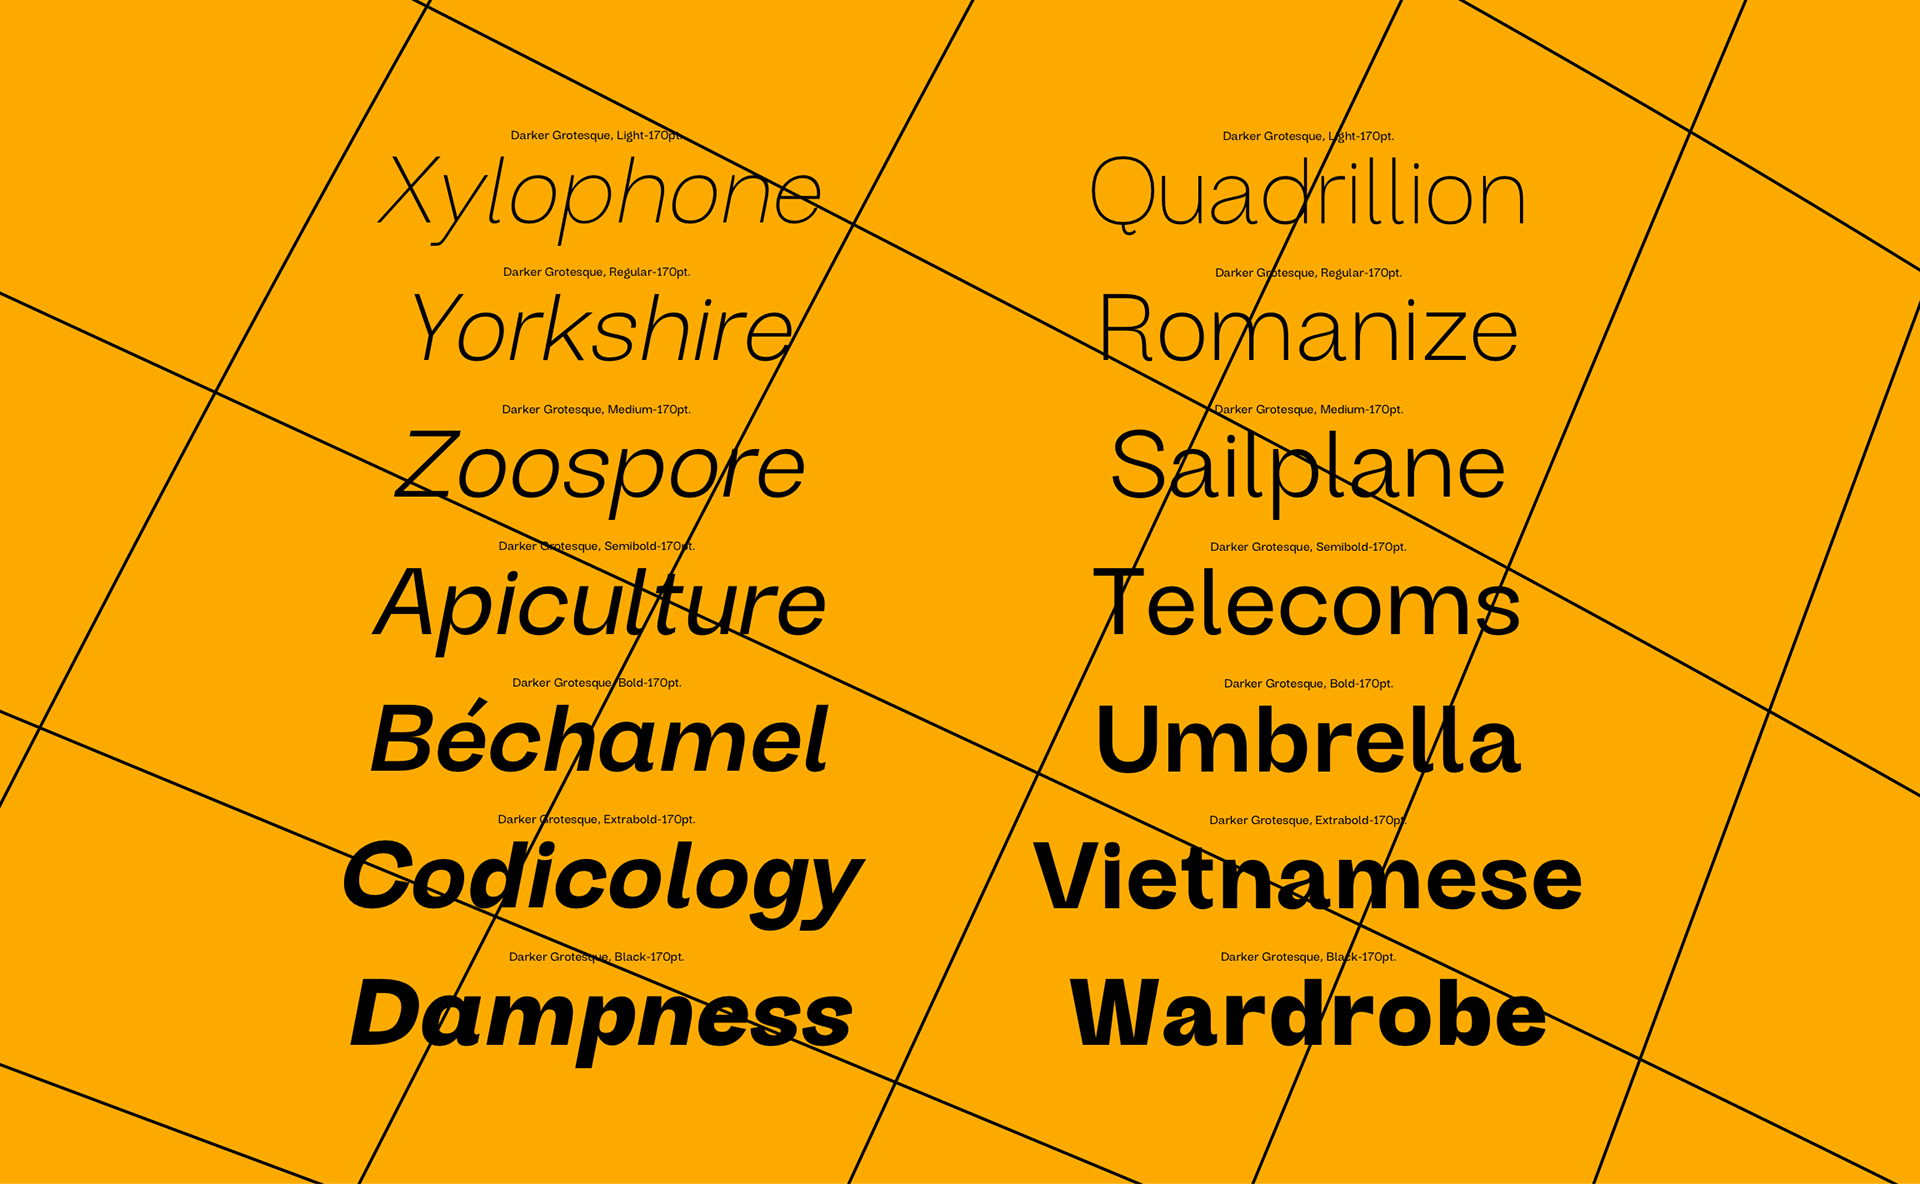 Darker Grotesque, Light-170pt.
Xylophone
Darker Grotesque, Regular-170pt.
Yorkshire
Darker Grotesque, Medium-170pt.
Zoospore
Darker Grotesque, Semibold-170pt.
Apiculture
Darker Grotesque, Bold-170pt.
Béchamel
Darker Grotesque, Extrabold-170pt.
Codicology
Darker Grotesque, Black-170pt.
Dampness
Darker Grotesque, Light-170pt.
Quadrillion
Darker Grotesque, Regular-170pt.
Romanize
Darker Grotesque, Medium-170pt.
Sailplane
Darker Grotesque, Semibold-170pt.
Telecoms
Darker Grotesque, Bold-170pt.
Umbrella
Darker Grotesque, Extrabold-170pt.
Vietnamese
Darker Grotesque, Black-170pt.
Wardrobe